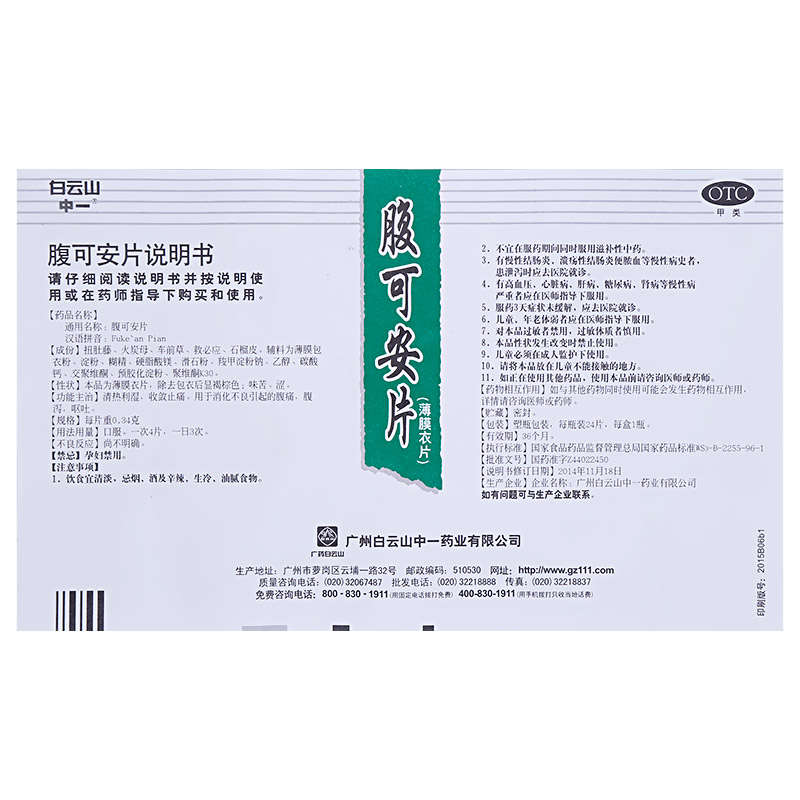 白云山
中一®
腹可安片说明书
请仔细阅读说明书并按说明使
用或在药师指导下购买和使用。
【药品名称】
通用名称：腹可安片
汉语拼音：Fuke`an Pian
【成份】扭肚藤、火炭母、车前草、救必应、石榴皮。辅料为薄膜包
衣粉、淀粉、糊精、硬脂酸镁、滑石粉、羧甲淀粉钠、乙醇、碳酸
钙、交聚维酮、预胶化淀粉、聚维酮K30。
【性状】本品为薄膜衣片，除去包衣后显褐棕色；味苦、涩。
【功能主治】清热利湿，收敛止痛。用于消化不良引起的腹痛，腹
泻，呕吐。
【规格】每片重0.34克
【用法用量】口服。一次4片，一日3次。
【不良反应】尚不明确。
【禁忌】孕妇禁用。
【注意事项】
1．饮食宜清淡，忌烟、酒及辛辣、生冷、油腻食物。
腹可安片
(薄膜衣片)
OTC
甲类
2．不宜在服药期间同时服用滋补性中药。
3．有慢性结肠炎、溃疡性结肠炎便脓血等慢性病史者，
患泄泻时应去医院就诊。
4．有高血压、心脏病、肝病、糖尿病、肾病等慢性病
严重者应在医师指导下服用。
5．服药3天症状未缓解，应去医院就诊。
6．儿童、年老体弱者应在医师指导下服用。
7．对本品过敏者禁用，过敏体质者慎用。
8．本品性状发生改变时禁止使用。
9．儿童必须在成人监护下使用。
10．请将本品放在儿童不能接触的地方。
11．如正在使用其他药品，使用本品前请咨询医师或药师。
【药物相互作用】如与其他药物同时使用可能会发生药物相互作用，
详情请咨询医师或药师。
【贮藏】密封。
【包装】塑瓶包装，每瓶装24片，每盒1瓶。
【有效期】36个月。
【执行标准】国家食品药品监督管理总局国家药品标准WS₃-B-2255-96-1
【批准文号】国药准字Z44022450
【说明书修订日期】2014年11月18日
【生产企业】企业名称：广州白云山中一药业有限公司
如有问题可与生产企业联系。
广药白云山
广州白云山中一药业有限公司
生产地址：广州市萝岗区云埔一路32号 邮政编码：510530 网址：http://www.gz111.com
质量咨询电话：(020) 32067487 批发电话：(020) 32218888 传真：(020) 32218837
免费咨询电话：800 - 830 - 1911 (用固定电话拨打免费) 400-830-1911 (用手机拨打只收当地话费)
印刷版号：2015B06b1